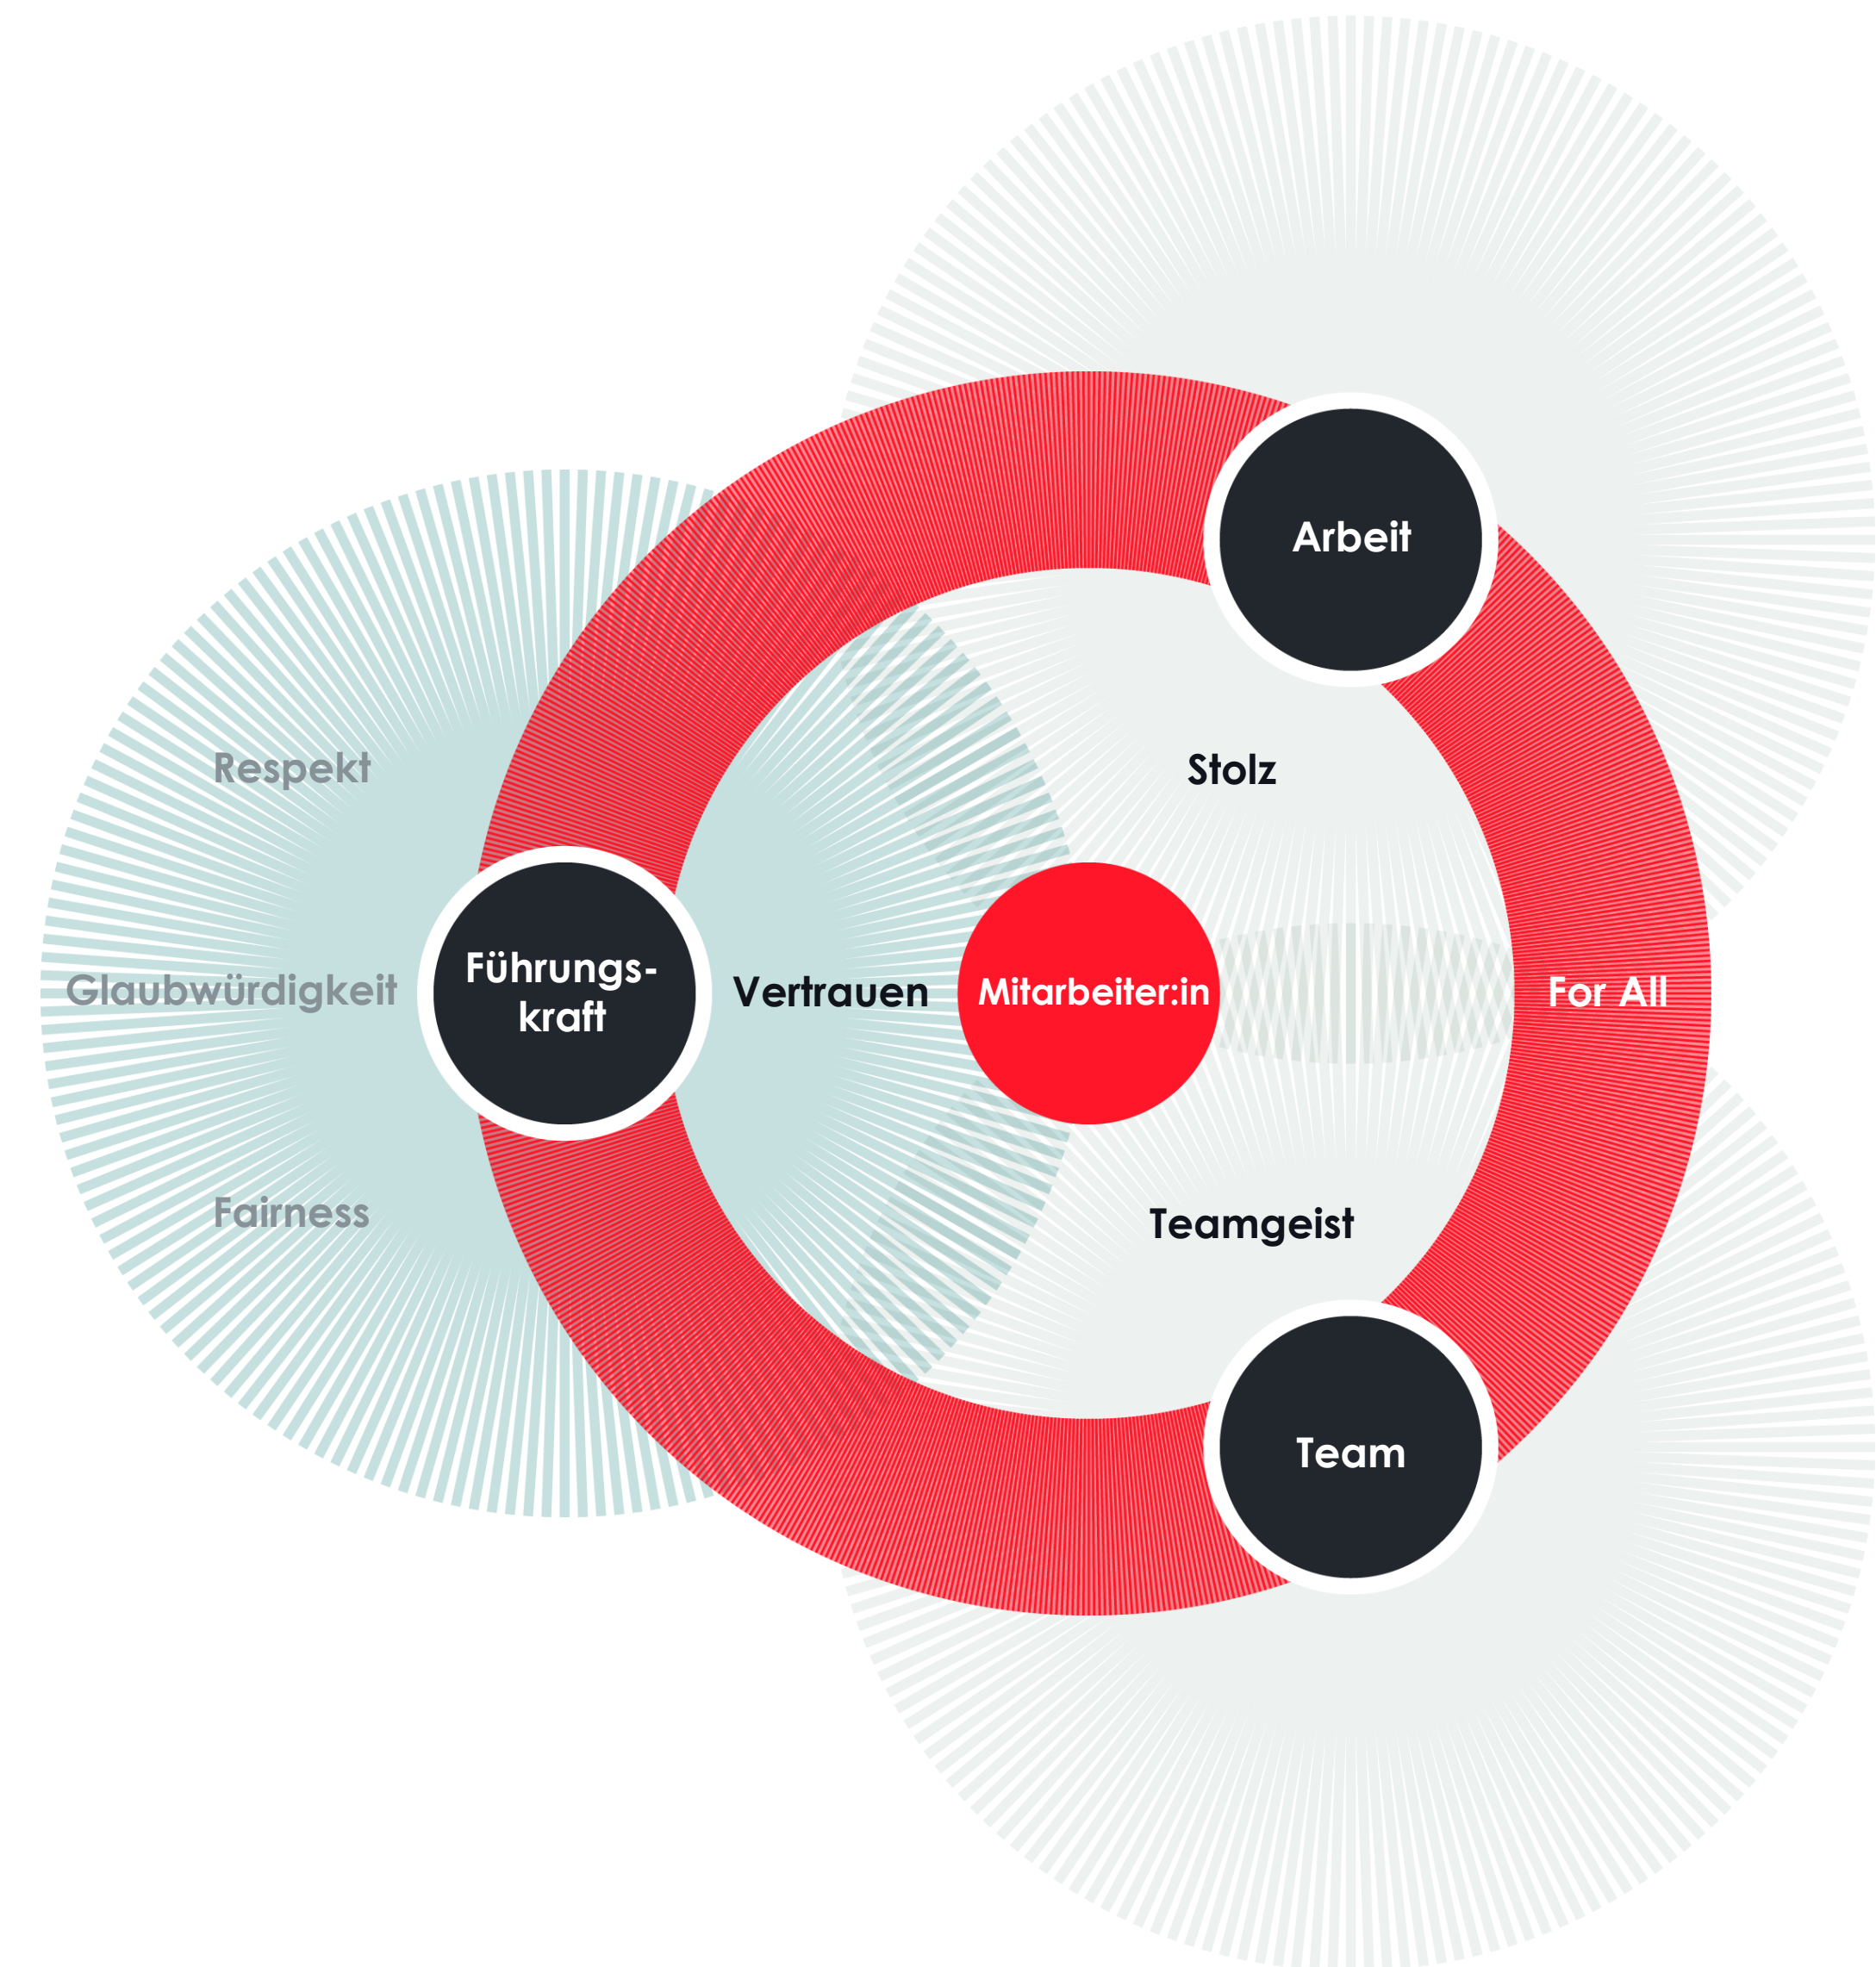 Arbeit
Respekt
Stolz
Glaubwürdigkeit
Führungs-
kraft
Vertrauen
Mitarbeiter:in
For All
Fairness
Teamgeist
Team